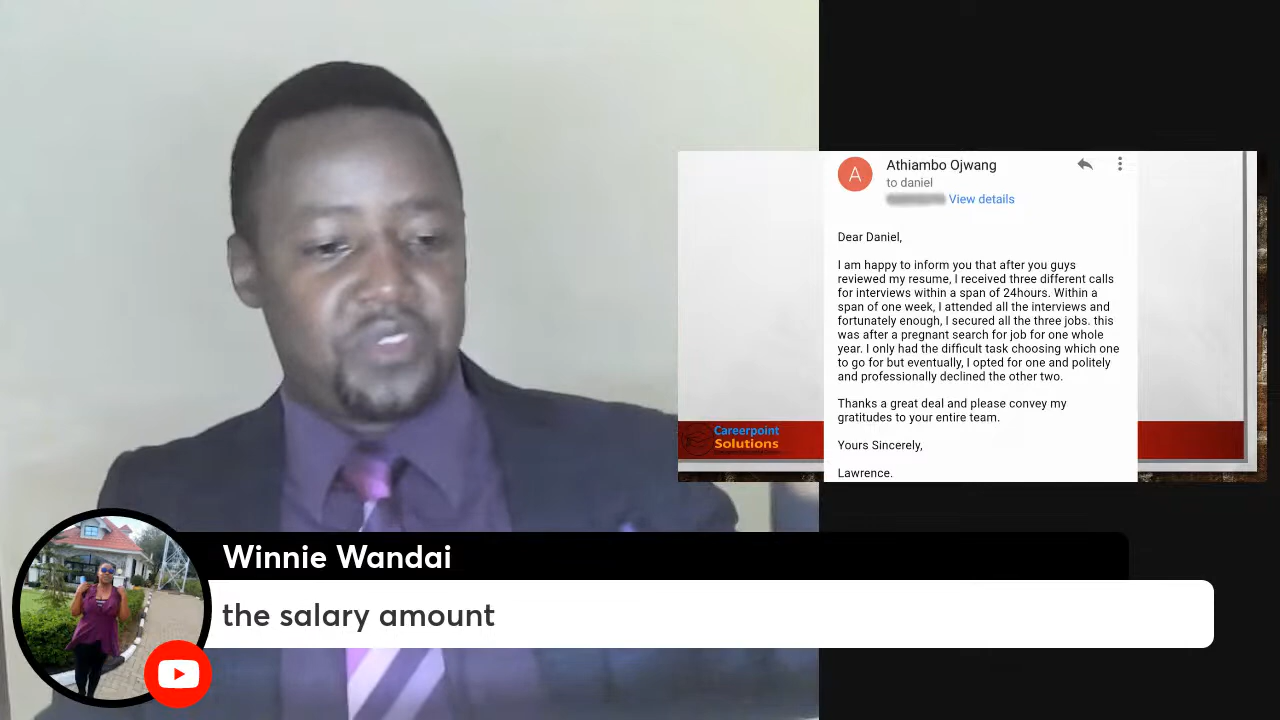 Athiambo Ojwang
to daniel
View details
Dear Daniel,
I am happy to inform you that after you guys
reviewed my resume, I received three different calls
for interviews within a span of 24hours. Within a
span of one week, I attended all the interviews and
fortunately enough, I secured all the three jobs. this
was after a pregnant search for job for one whole
year. I only had the difficult task choosing which one
to go for but eventually, I opted for one and politely
and professionally declined the other two.
Thanks a great deal and please convey my
gratitudes to your entire team.
Yours Sincerely,
Lawrence.
A
Careerpoint
Solutions
Winnie Wandai
the salary amount